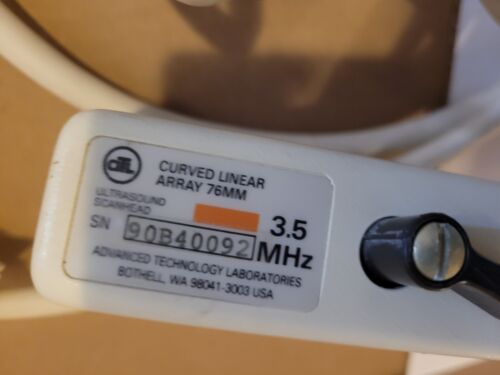 ATL
CURVED LINEAR
ARRAY 76MM
ULTRASOUND
SCANHEAD
3.5
MHz
SN 90B40092
ADVANCED TECHNOLOGY LABORATORIES
BOTHELL, WA 98041-3003 USA